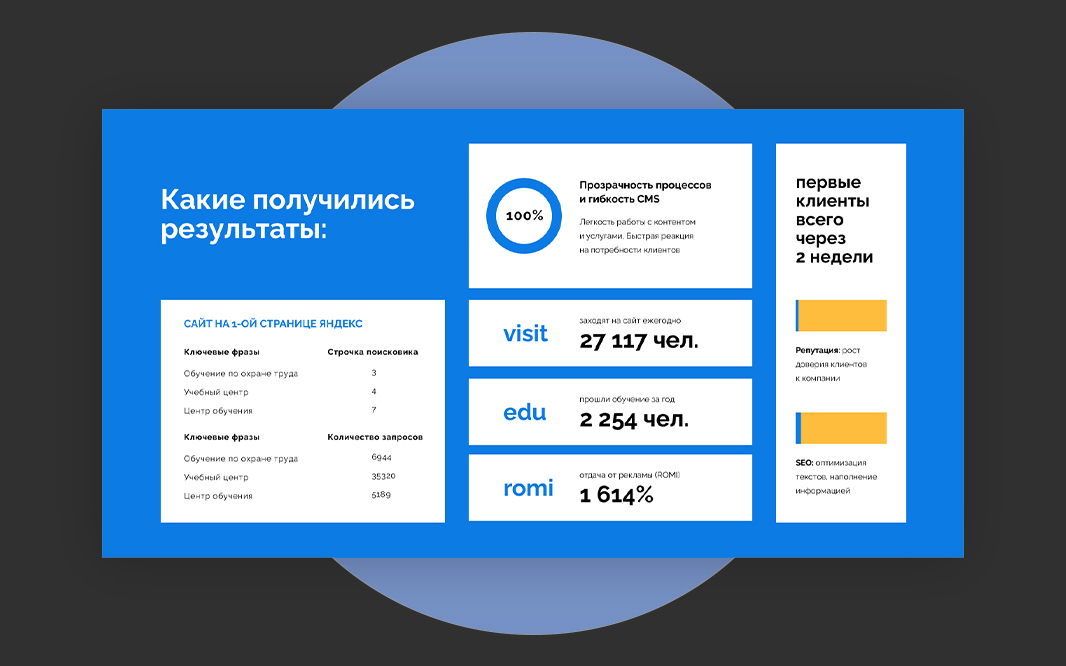 Какие получились
результаты:
САЙТ НА 1-ОЙ СТРАНИЦЕ ЯНДЕКС
Ключевые фразы Строчка поисковика
Обучение по охране труда 3
Учебный центр 4
Центр обучения 7
Ключевые фразы Количество запросов
Обучение по охране труда 6944
Учебный центр 35320
Центр обучения 5189
100%
Прозрачность процессов
и гибкость CMS
Легкость работы с контентом
и услугами. Быстрая реакция
на потребности клиентов
visit
заходят на сайт ежегодно
27 117 чел.
edu
прошли обучение за год
2 254 чел.
romi
отдача от рекламы (ROMI)
1 614%
первые
клиенты
всего
через
2 недели
Репутация: рост
доверия клиентов
к компании
SEO: оптимизация
текстов, наполнение
информацией